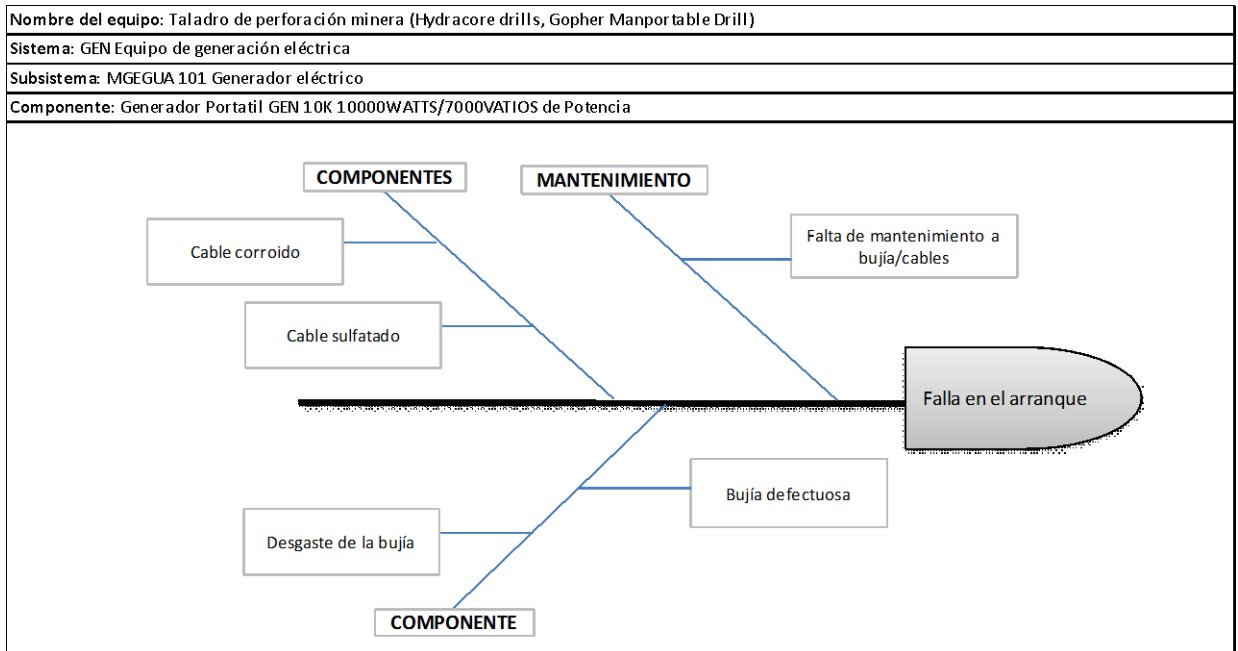 Nombre del equipo: Taladro de perforación minera (Hydracore drills, Gopher Manportable Drill)
Sistema: GEN Equipo de generación eléctrica
Subsistema: MGEGUA 101 Generador eléctrico
Componente: Generador Portatil GEN 10K 10000WATTS/7000VATIOS de Potencia
COMPONENTES
MANTENIMIENTO
Cable corroido
Falta de mantenimiento a
bujía/cables
Cable sulfatado
Falla en el arranque
Bujía defectuosa
Desgaste de la bujía
COMPONENTE